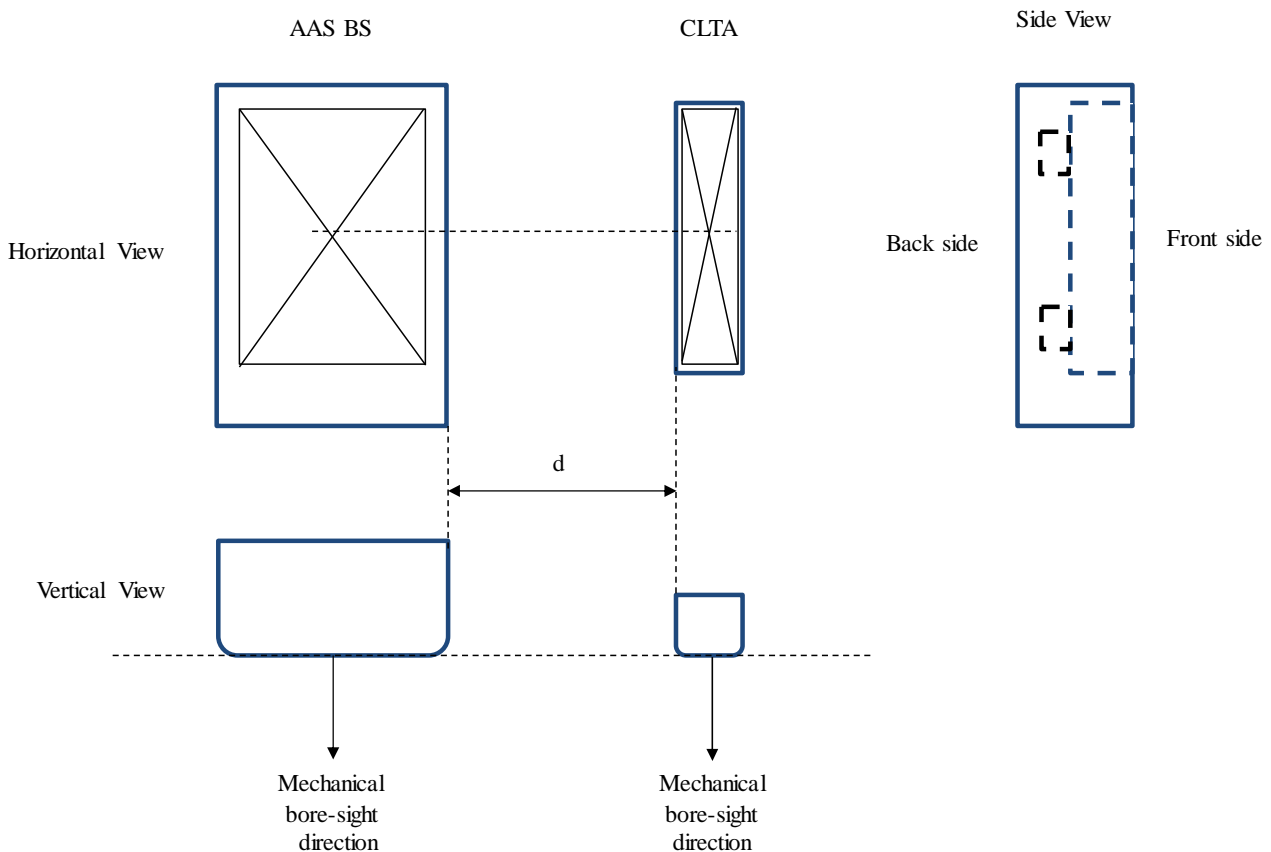 AAS BS
CLTA
Side View
Horizontal View
Back side
Front side
d
Vertical View
Mechanical
bore-sight
direction
Mechanical
bore-sight
direction